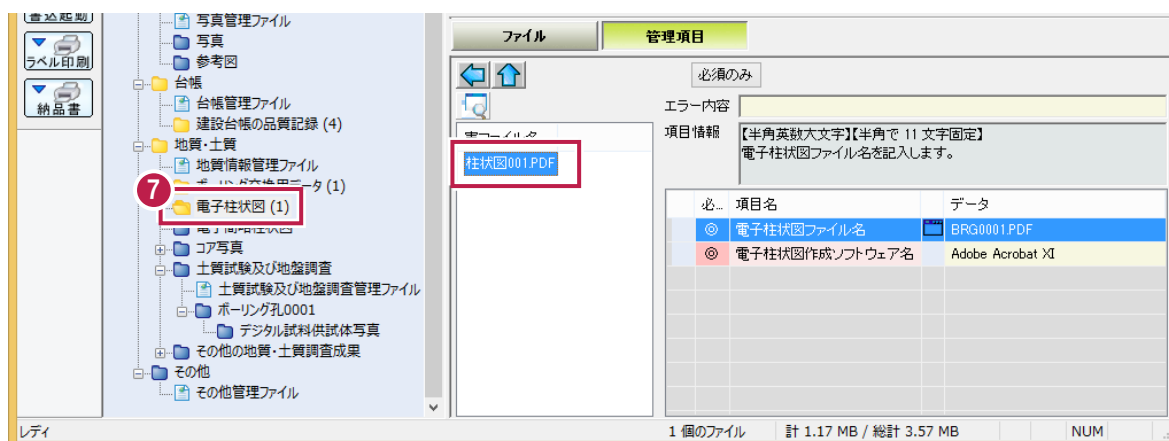 書込起動
ラベル印刷
納品書
写真管理ファイル
写真
参考図
台帳
台帳管理ファイル
建設台帳の品質記録 (4)
地質・土質
地質情報管理ファイル
ボーリング交換用データ (1)
7
電子柱状図 (1)
電子簡略柱状図
コア写真
土質試験及び地盤調査
土質試験及び地盤調査管理ファイル
ボーリング孔0001
デジタル試料供試体写真
その他の地質・土質調査成果
その他
その他管理ファイル
ファイル
管理項目
必須のみ
エラー内容
項目情報
【半角英数大文字】【半角で 11 文字固定】
電子柱状図ファイル名を記入します。
実ファイル名
柱状図001.PDF
必... 項目名 データ
◎ 電子柱状図ファイル名 BRG0001.PDF
◎ 電子柱状図作成ソフトウェア名 Adobe Acrobat XI
レディ
1 個のファイル 計 1.17 MB / 総計 3.57 MB NUM